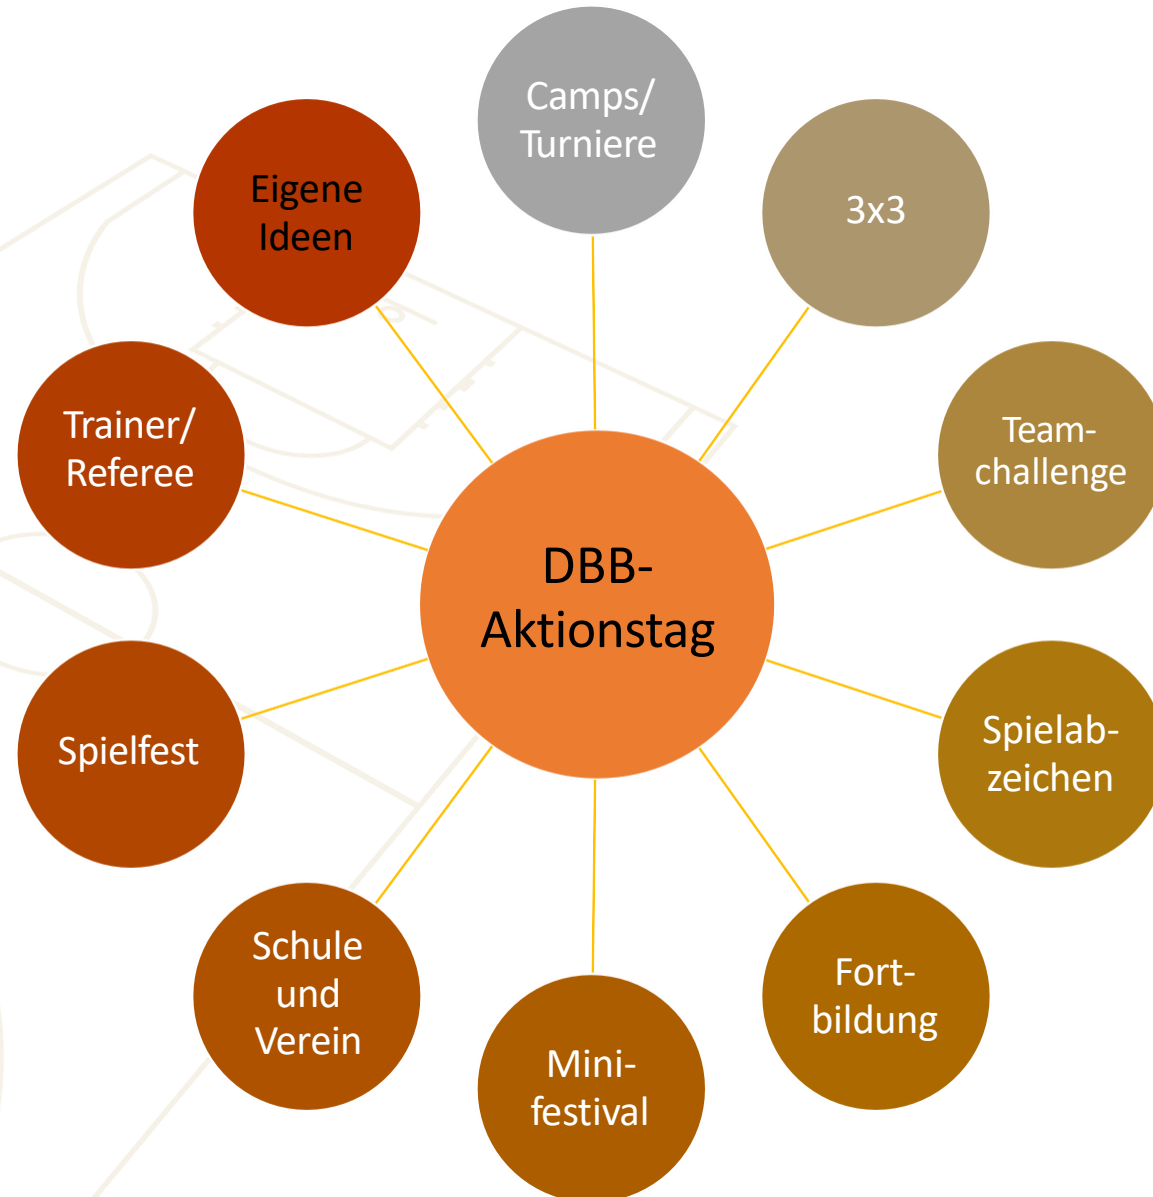 Camps/
Turniere
3x3
Team-
challenge
Spielab-
zeichen
Fort-
bildung
Mini-
festival
Schule
und
Verein
Spielfest
Trainer/
Referee
Eigene
Ideen
DBB-
Aktionstag